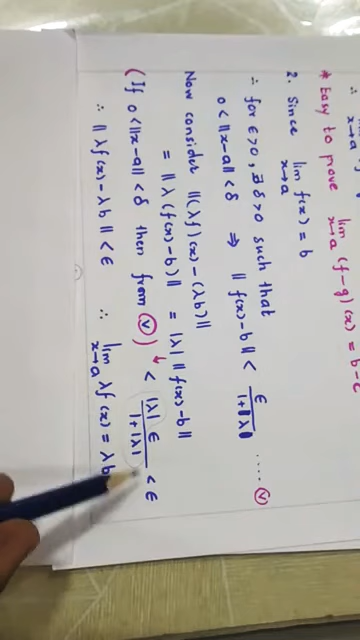 ∴ lim
x→a
* Easy to prove lim (f-g)(x) = b-c
x→a
2. Since lim f(x) = b
x→a
∴ for ϵ>0, ∃ δ>0 such that
0 < ||x-a|| < δ ⇒ ||f(x)-b|| < ϵ/(1+|λ|) ..... (v)
Now consider ||(λf)(x) - (λb)||
= ||λ(f(x)-b)|| = |λ| ||f(x)-b||
(If 0<||x-a||<δ then from (v)) < |λ|ϵ/(1+|λ|) < ϵ
∴ ||λf(x)-λb|| < ϵ ∴ lim λf(x) = λb
x→a